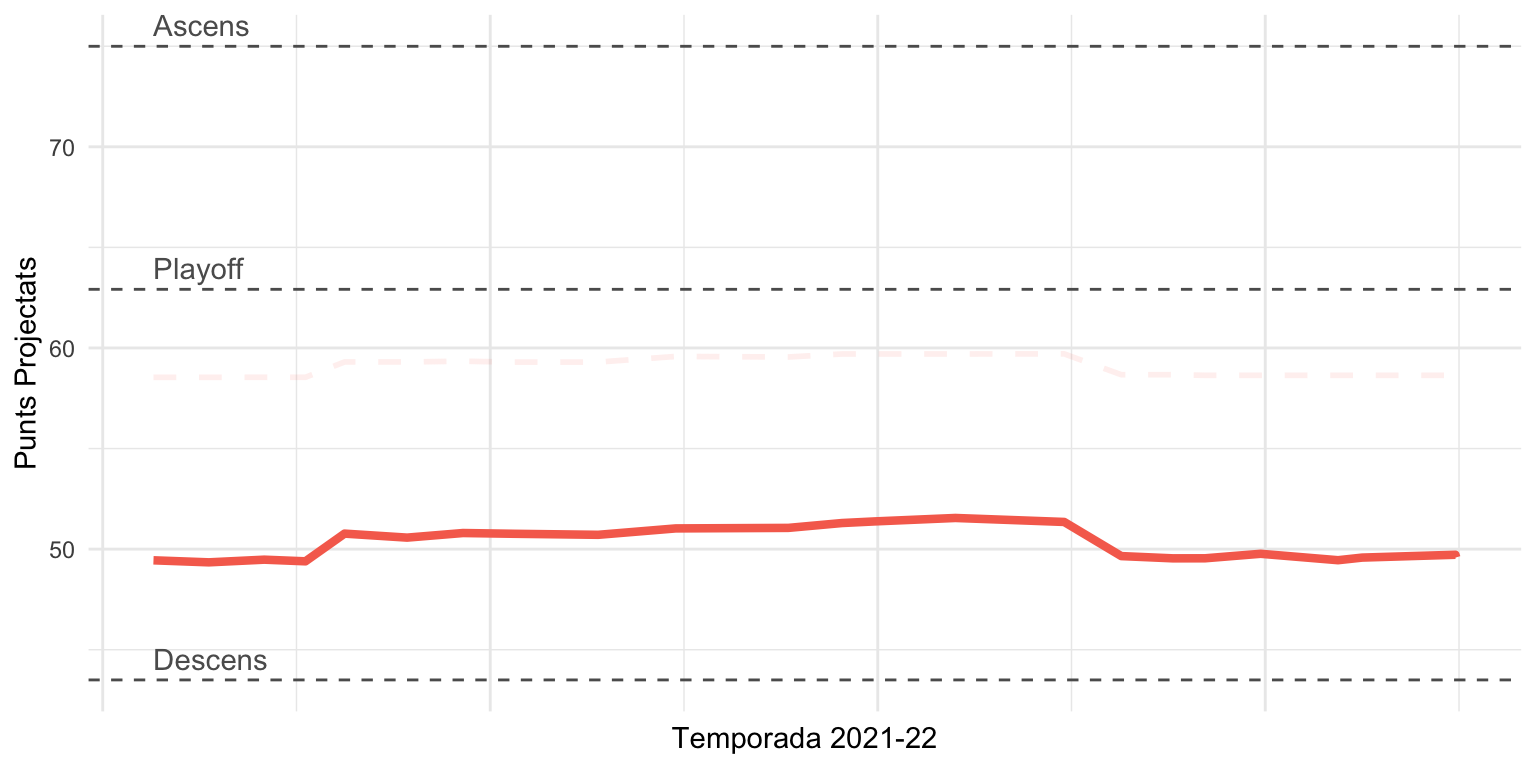 Ascens
70
Playoff
60
50
Descens
Punts Projectats
Temporada 2021-22